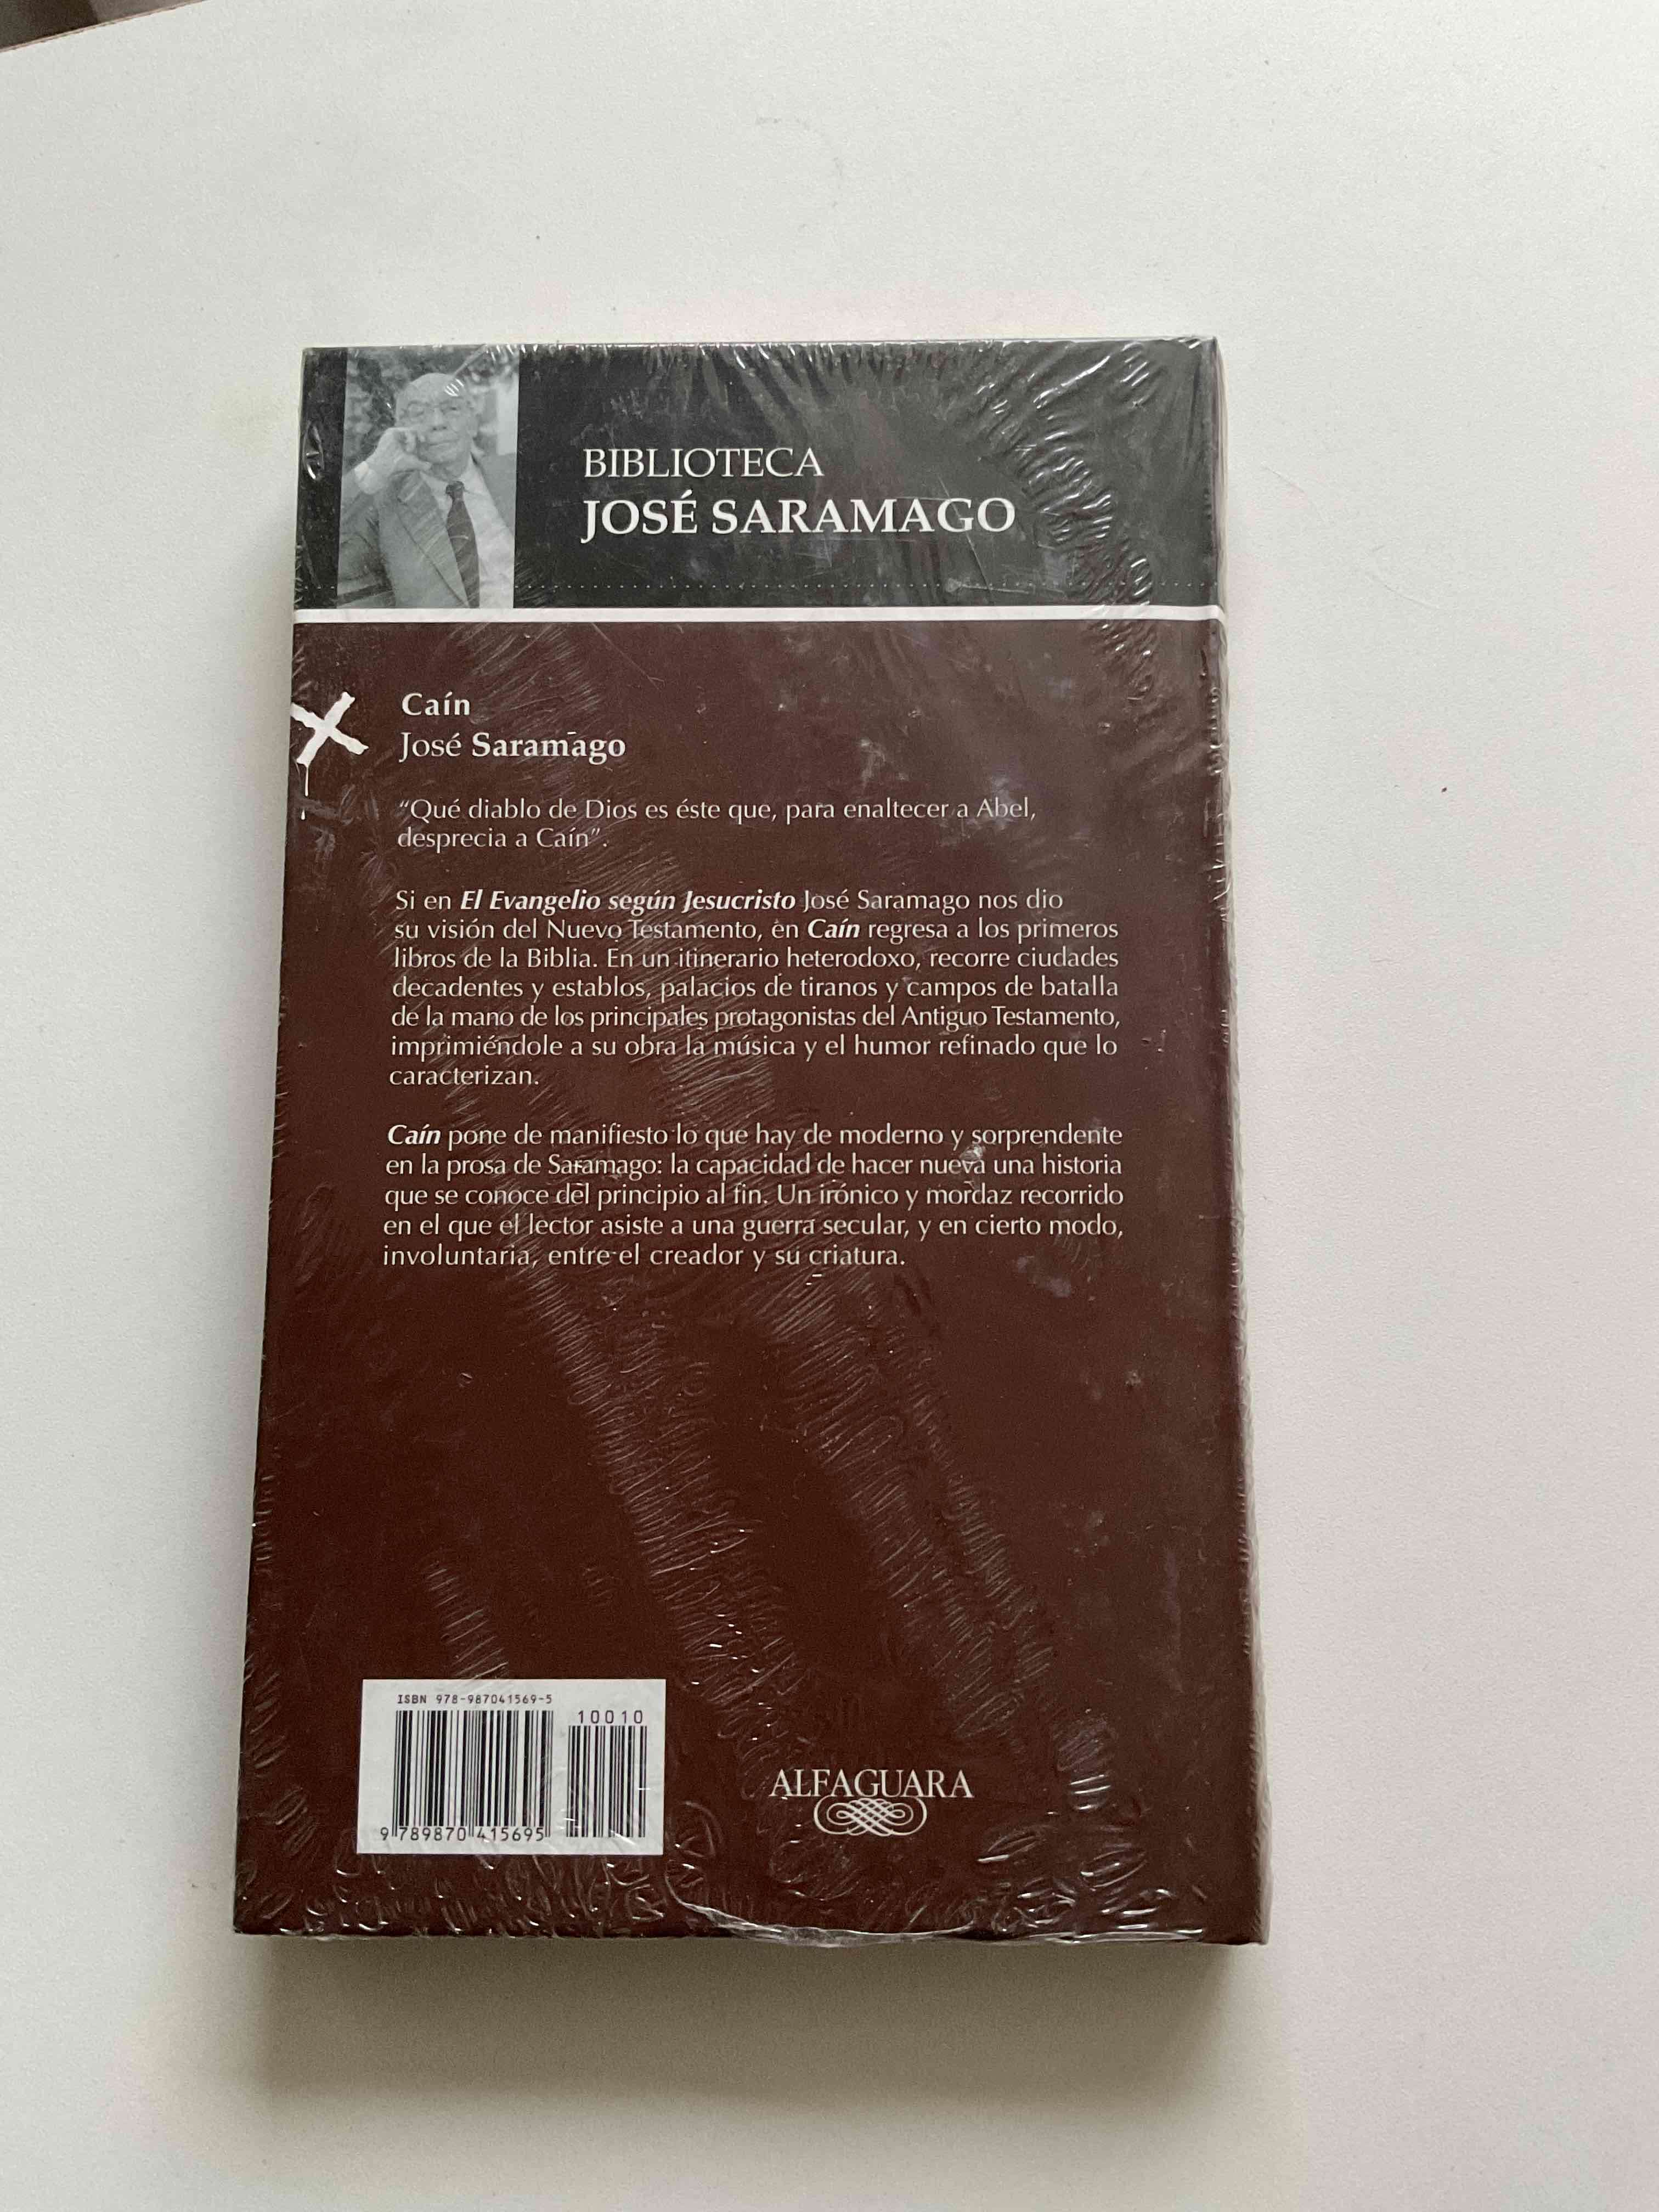 BIBLIOTECA
JOSÉ SARAMAGO
Caín
José Saramago
“Qué diablo de Dios es éste que, para enaltecer a Abel,
desprecia a Caín”.
Si en El Evangelio según Jesucristo José Saramago nos dio
su visión del Nuevo Testamento, en Caín regresa a los primeros
libros de la Biblia. En un itinerario heterodoxo, recorre ciudades
decadentes y establos, palacios de tiranos y campos de batalla
de la mano de los principales protagonistas del Antiguo Testamento,
imprimiéndole a su obra la música y el humor refinado que lo
caracterizan.
Caín pone de manifiesto lo que hay de moderno y sorprendente
en la prosa de Saramago: la capacidad de hacer nueva una historia
que se conoce del principio al fin. Un irónico y mordaz recorrido
en el que el lector asiste a una guerra secular, y en cierto modo,
involuntaria, entre el creador y su criatura.
ISBN 978-987041569-5
10010
9 789870 415695
ALFAGUARA